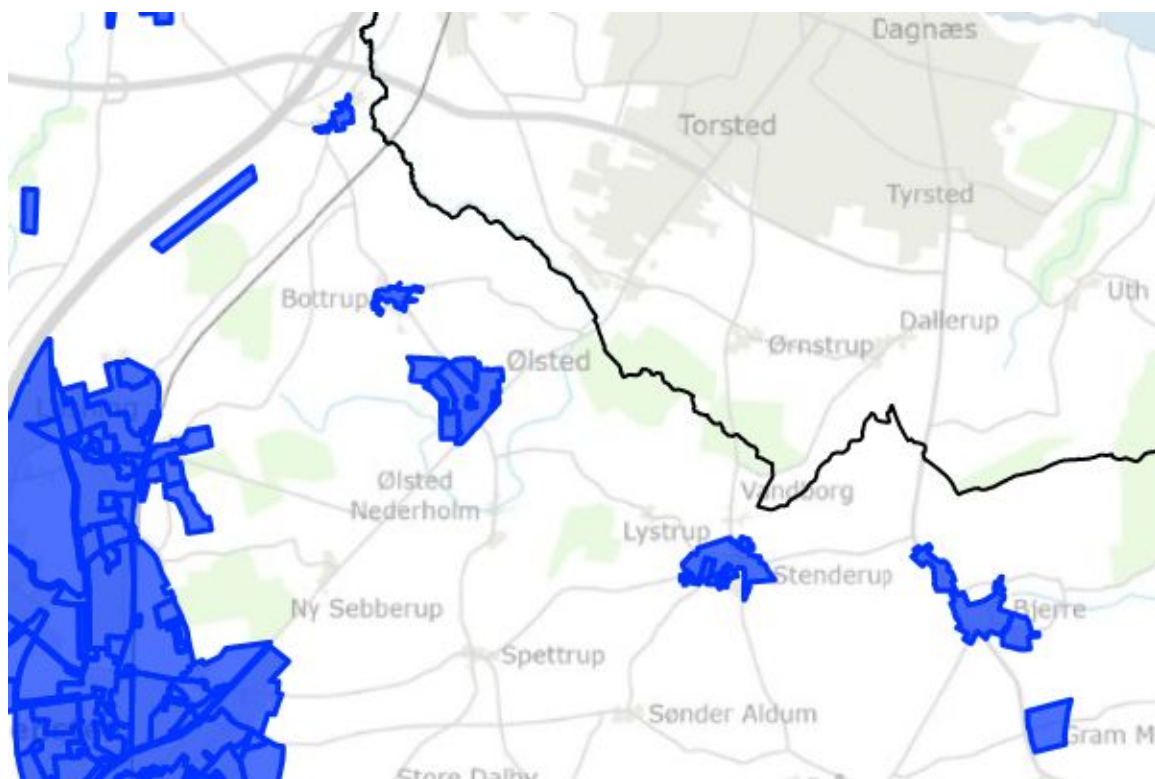 Dagnæs
Torsted
Tyrsted
Uth
Bottrup
Dallerup
Ørnstrup
Ølsted
Ølsted
Nederholm
Vandborg
Lystrup
Stenderup
Ny Sebberup
Bjerre
Spettrup
Sønder Aldum
Gram M
Store Dalby